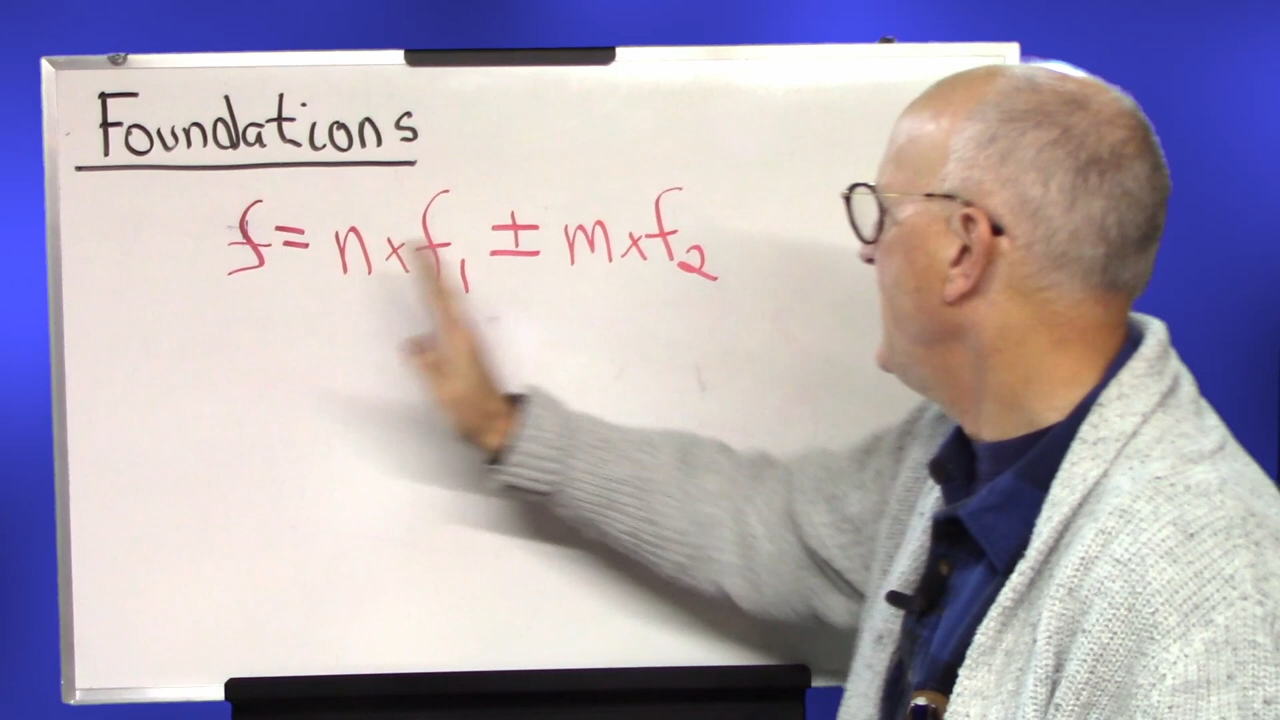 Foundations
f = n x f₁ ± m x f₂